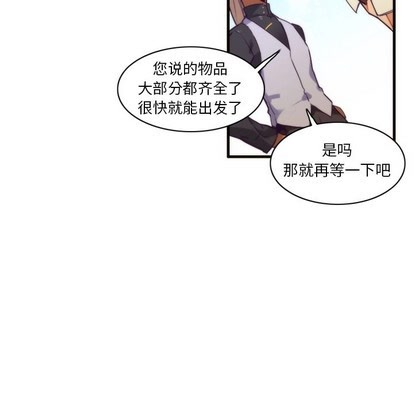 您说的物品
大部分都齐全了
很快就能出发了
是吗
那就再等一下吧